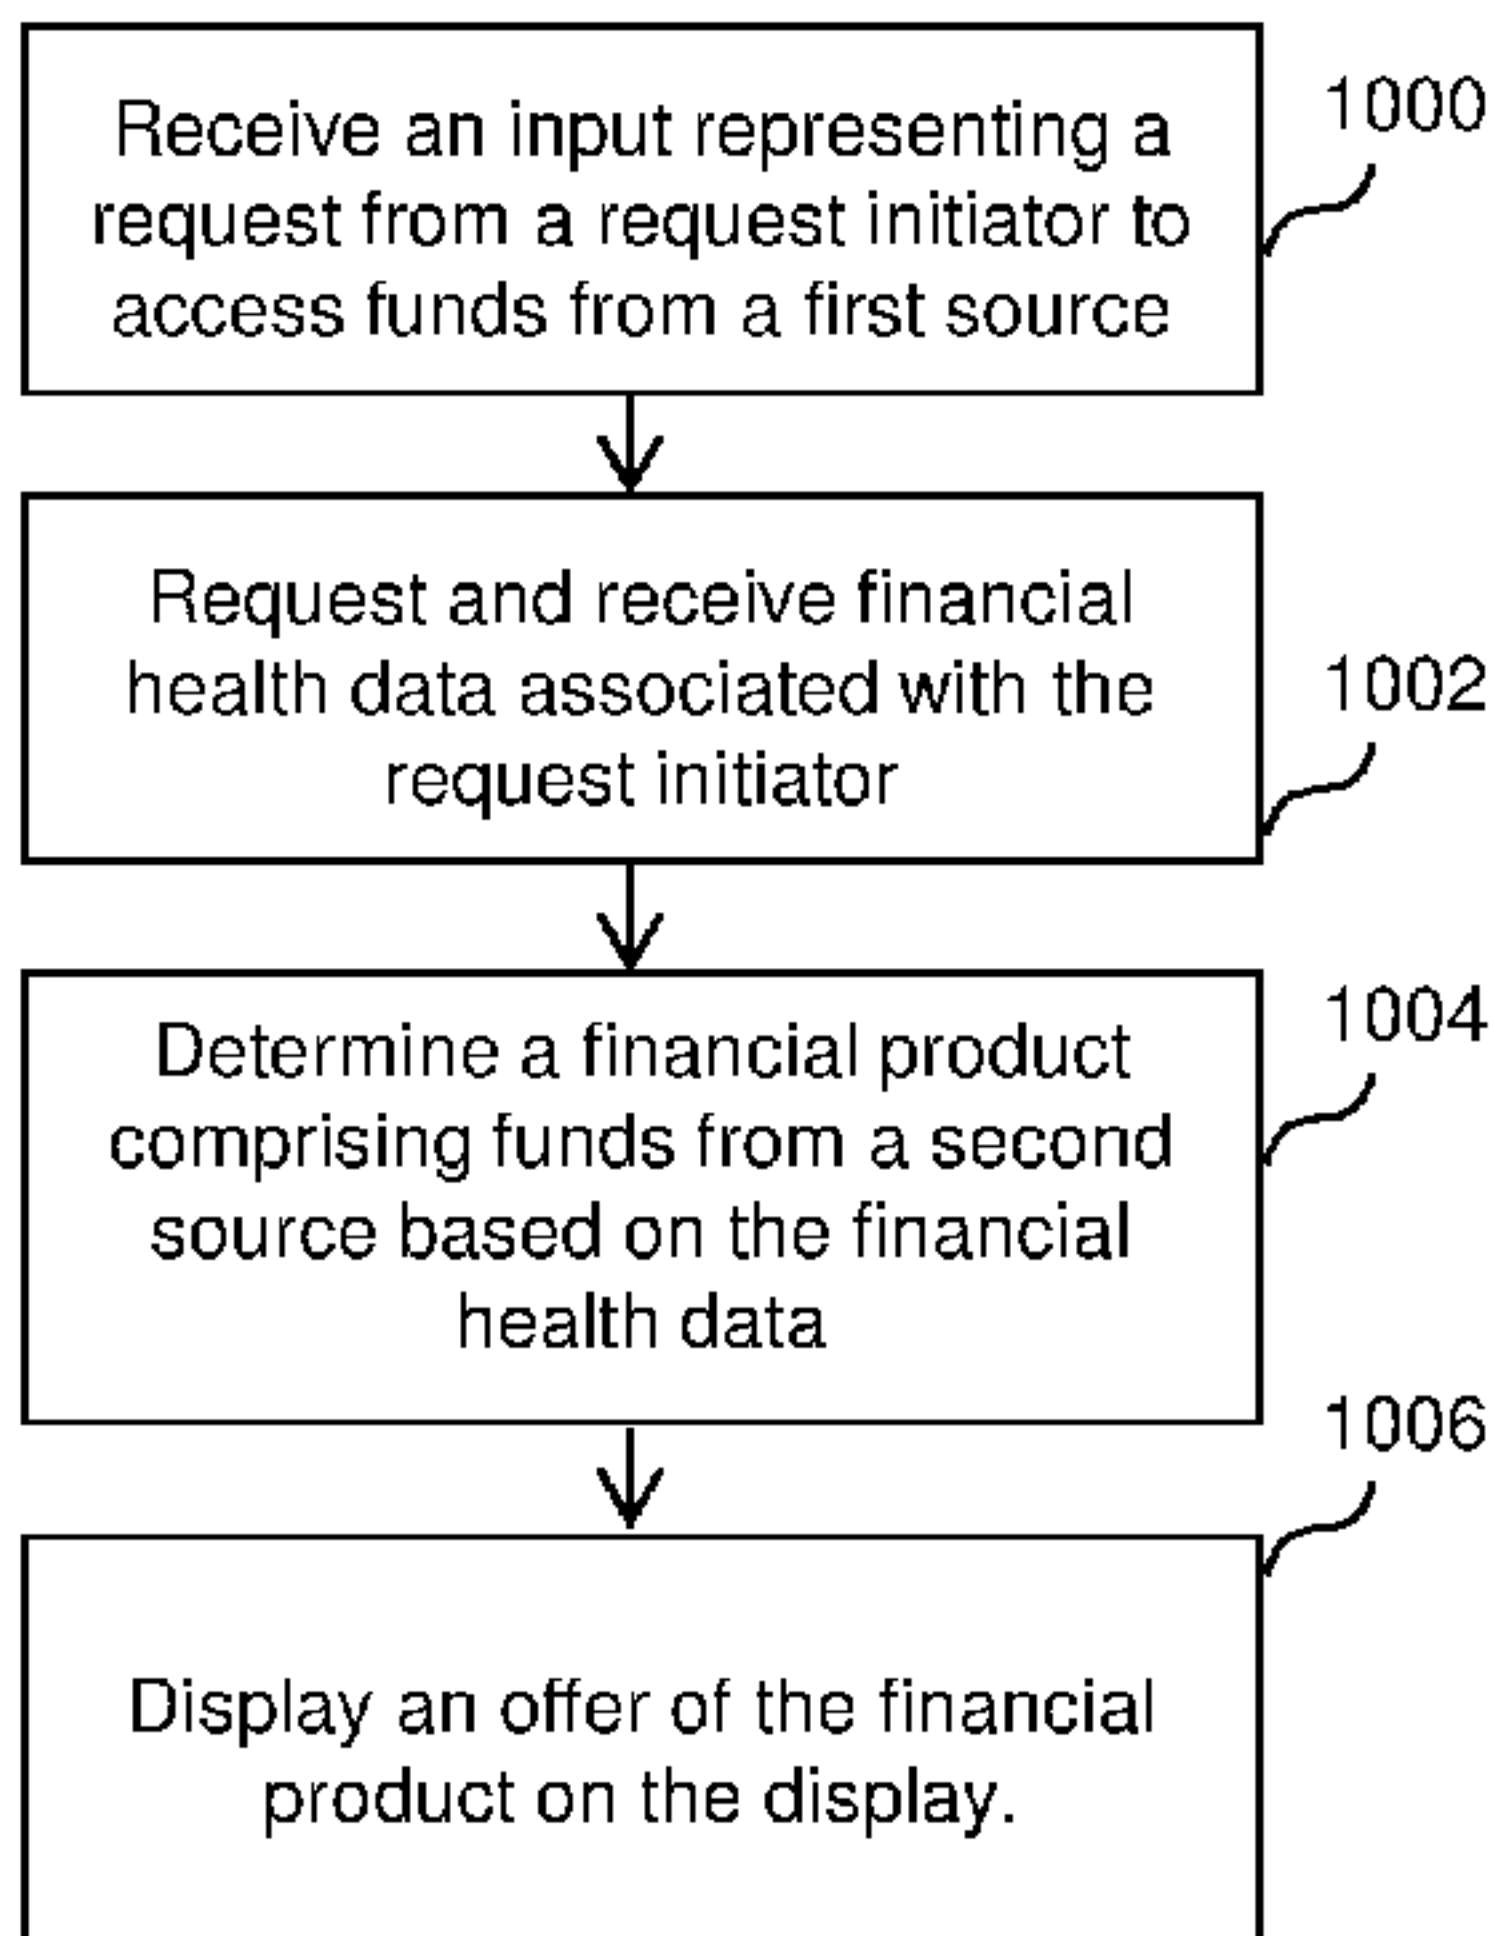 Receive an input representing a
request from a request initiator to
access funds from a first source
1000
Request and receive financial
health data associated with the
request initiator
1002
Determine a financial product
comprising funds from a second
source based on the financial
health data
1004
Display an offer of the financial
product on the display.
1006